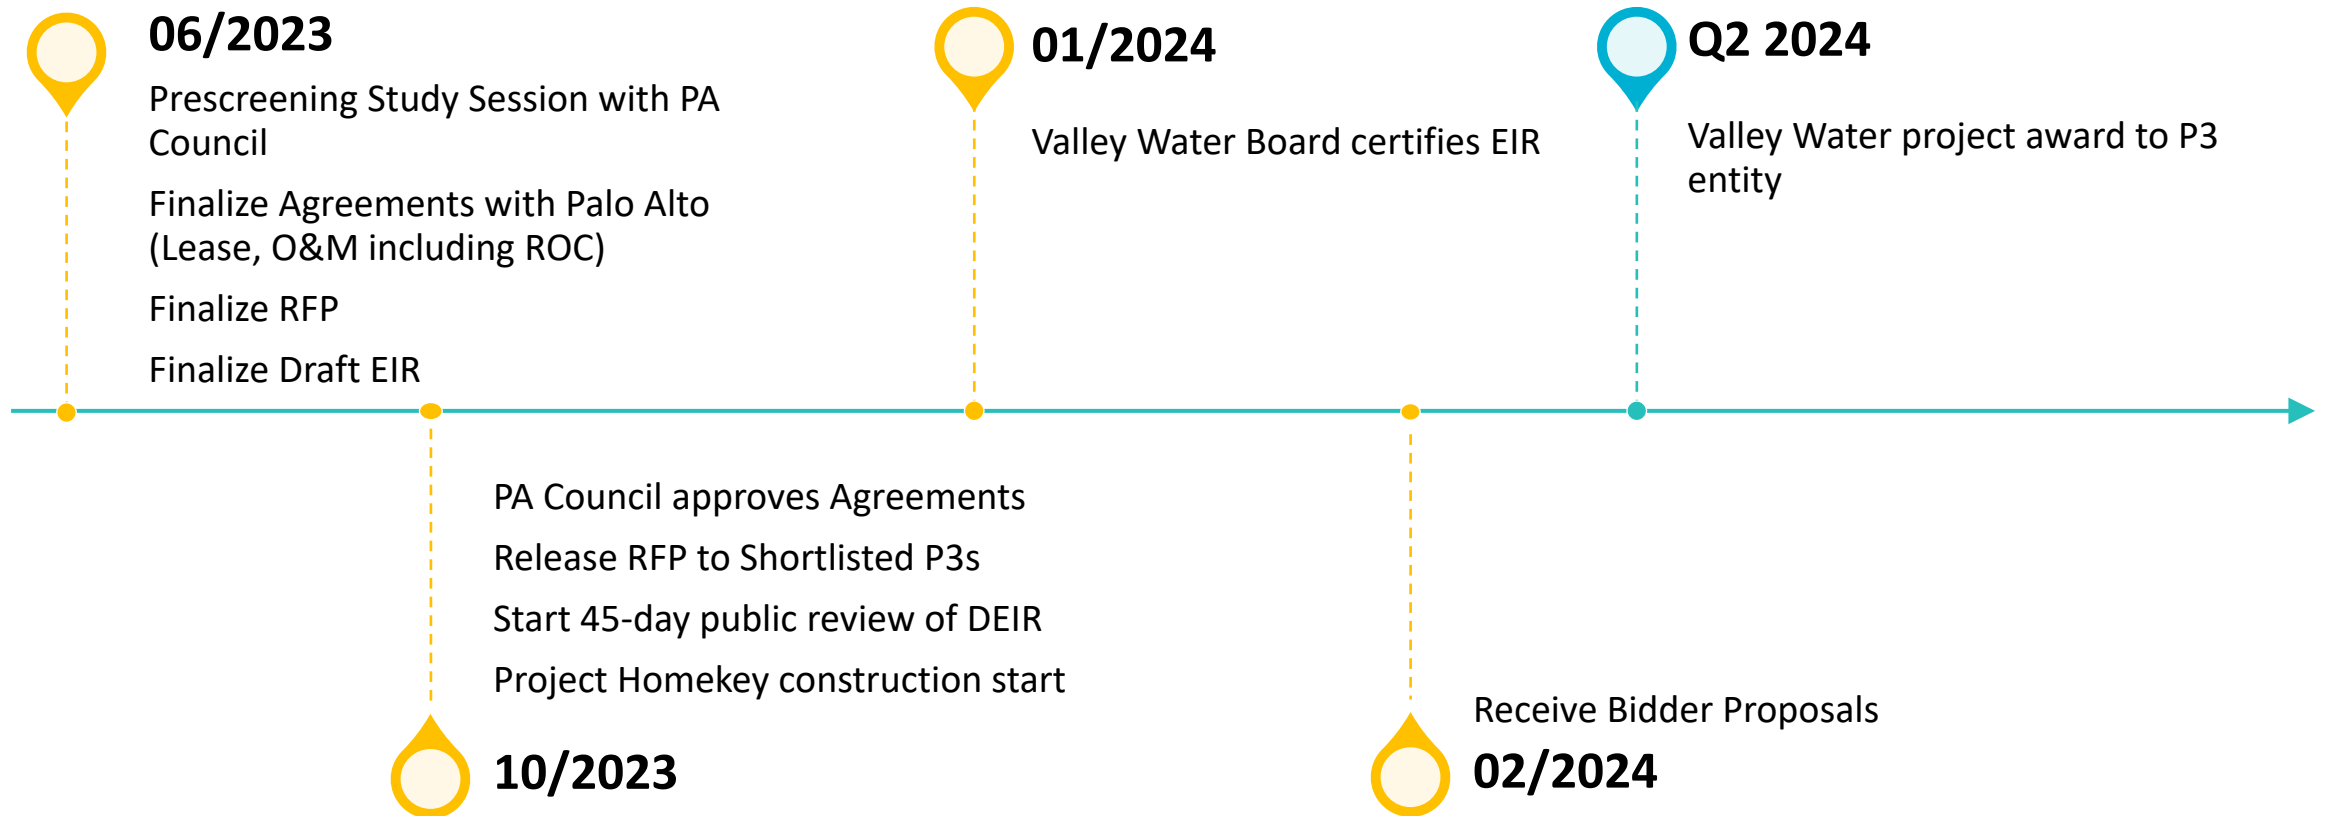 06/2023
Prescreening Study Session with PA
Council
Finalize Agreements with Palo Alto
(Lease, O&M including ROC)
Finalize RFP
Finalize Draft EIR
PA Council approves Agreements
Release RFP to Shortlisted P3s
Start 45-day public review of DEIR
Project Homekey construction start
10/2023
01/2024
Valley Water Board certifies EIR
Receive Bidder Proposals
02/2024
Q2 2024
Valley Water project award to P3
entity